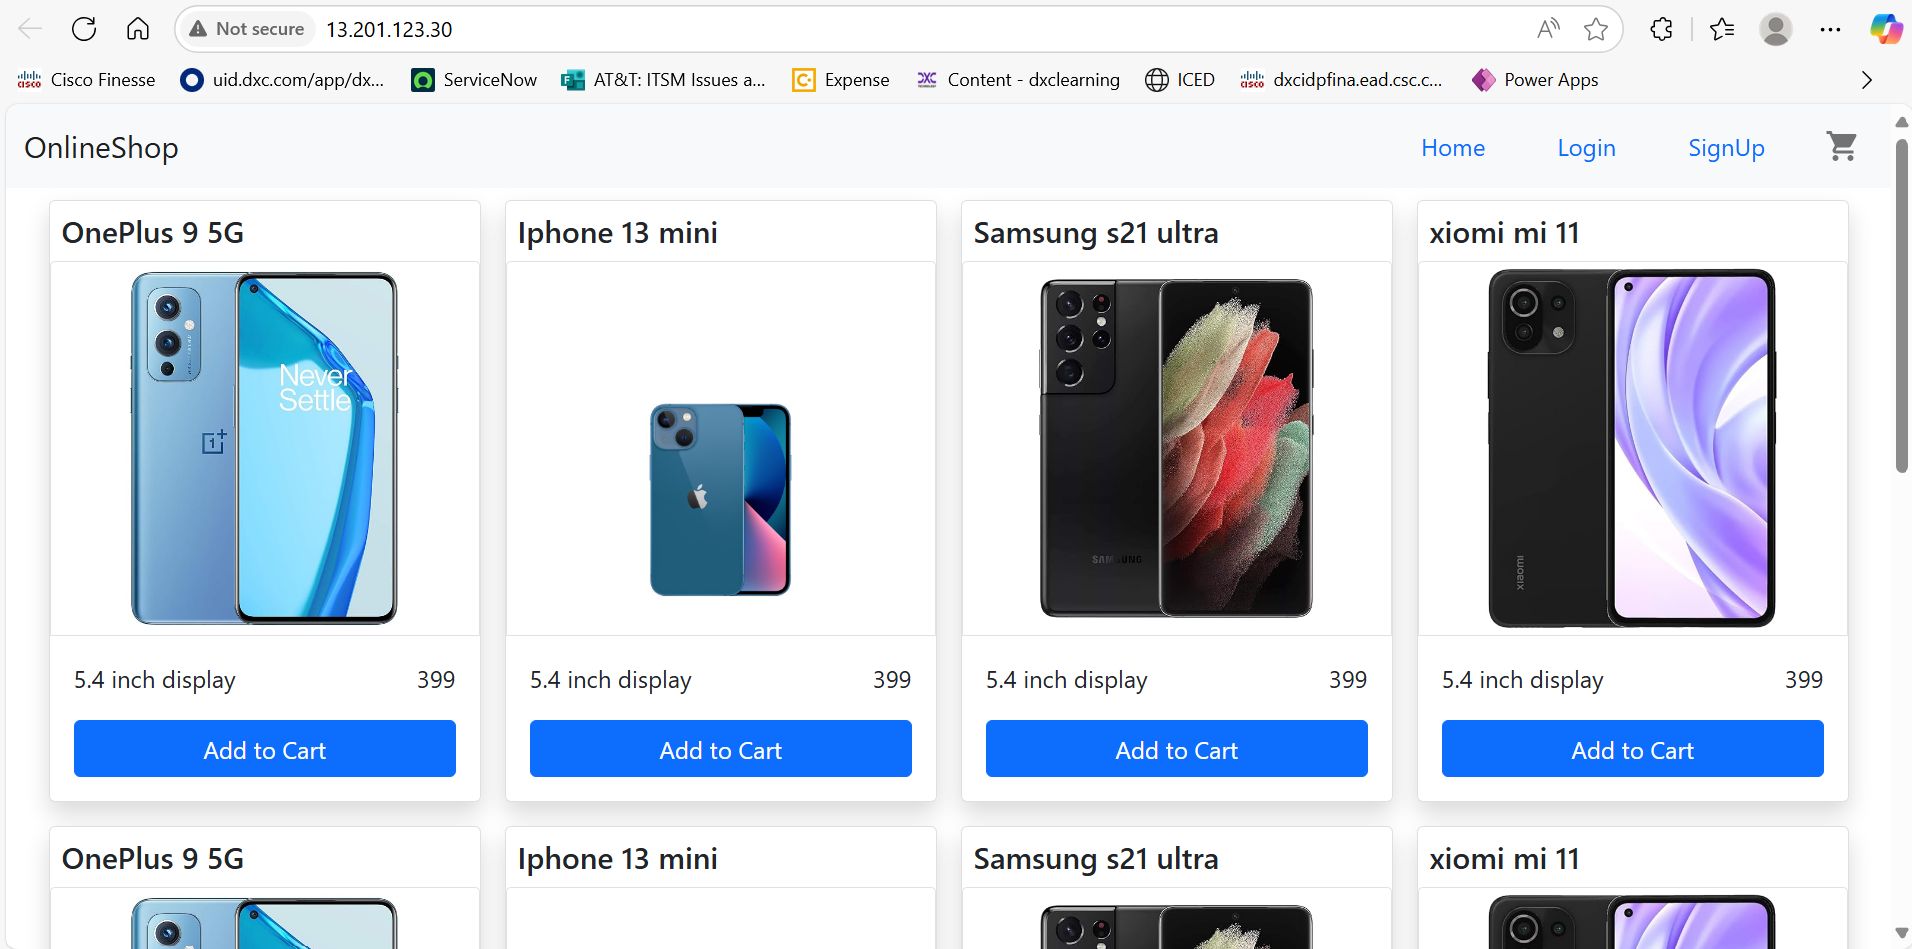 Not secure 13.201.123.30
Cisco Finesse uid.dxc.com/app/dx... ServiceNow AT&T: ITSM Issues a... Expense Content - dxclearning ICED dxcidpfina.ead.csc.c... Power Apps
OnlineShop Home Login SignUp
OnePlus 9 5G
Never
Settle
5.4 inch display 399
Add to Cart
Iphone 13 mini
5.4 inch display 399
Add to Cart
Samsung s21 ultra
SAMSUNG
5.4 inch display 399
Add to Cart
xiomi mi 11
xiaomi
5.4 inch display 399
Add to Cart
OnePlus 9 5G
Iphone 13 mini
Samsung s21 ultra
xiomi mi 11